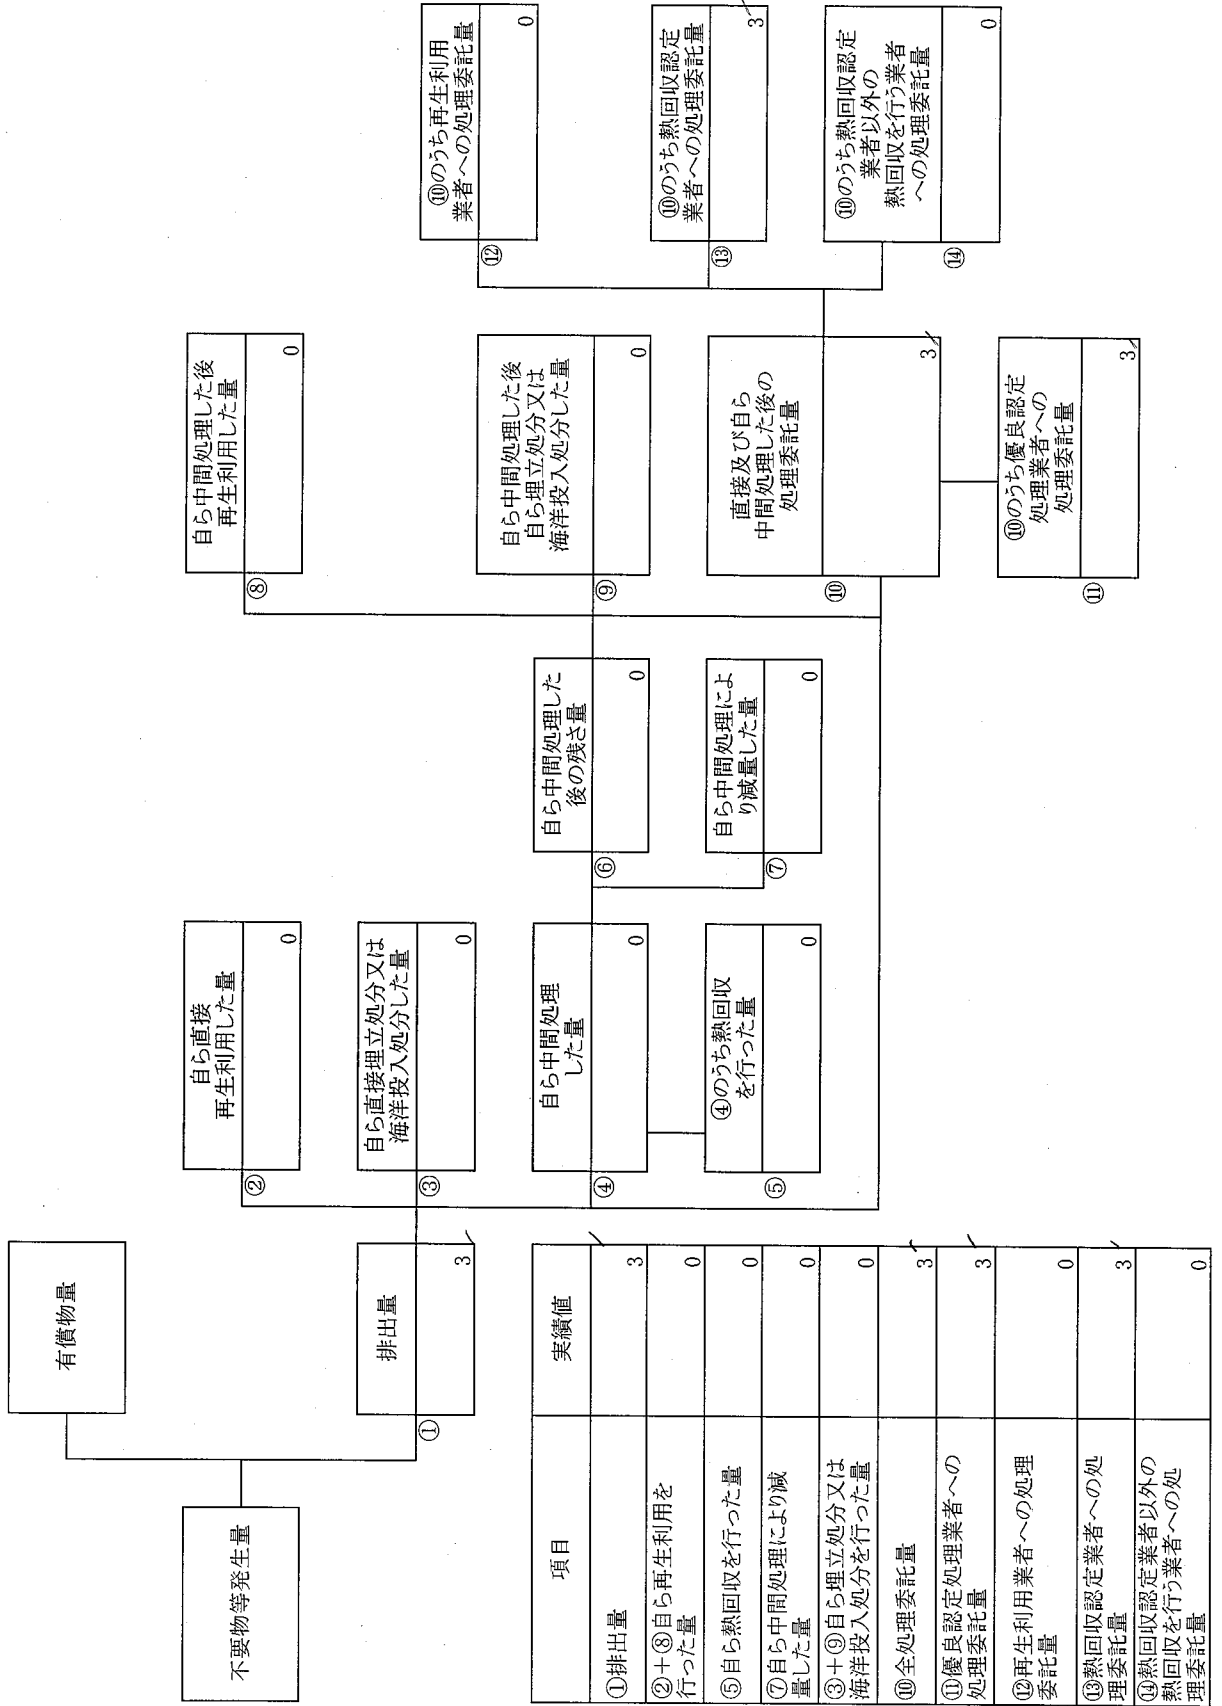 不要物等発生量
有償物量
排出量
①
3
自ら直接
再生利用した量
②
0
自ら直接埋立処分又は
海洋投入処分した量
③
0
自ら中間処理
した量
④
0
④のうち熱回収
を行った量
⑤
0
自ら中間処理した
後の残さ量
⑥
0
自ら中間処理によ
り減量した量
⑦
0
自ら中間処理した後
再生利用した量
⑧
0
自ら中間処理した後
自ら埋立処分又は
海洋投入処分した量
⑨
0
直接及び自ら
中間処理した後の
処理委託量
⑩
3
⑩のうち優良認定
処理業者への
処理委託量
⑪
3
⑩のうち再生利用
業者への処理委託量
⑫
0
⑩のうち熱回収認定
業者への処理委託量
⑬
3
⑩のうち熱回収認定
業者以外の
熱回収を行う業者
への処理委託量
⑭
0
項目 実績値
①排出量 3
②+⑧自ら再生利用を
行った量 0
⑤自ら熱回収を行った量 0
⑦自ら中間処理により減
量した量 0
③+⑨自ら埋立処分又は
海洋投入処分を行った量 0
⑩全処理委託量 3
⑪優良認定処理業者への
処理委託量 3
⑫再生利用業者への処理
委託量 0
⑬熱回収認定業者への処
理委託量 3
⑭熱回収認定業者以外の
熱回収を行う業者への処
理委託量 0